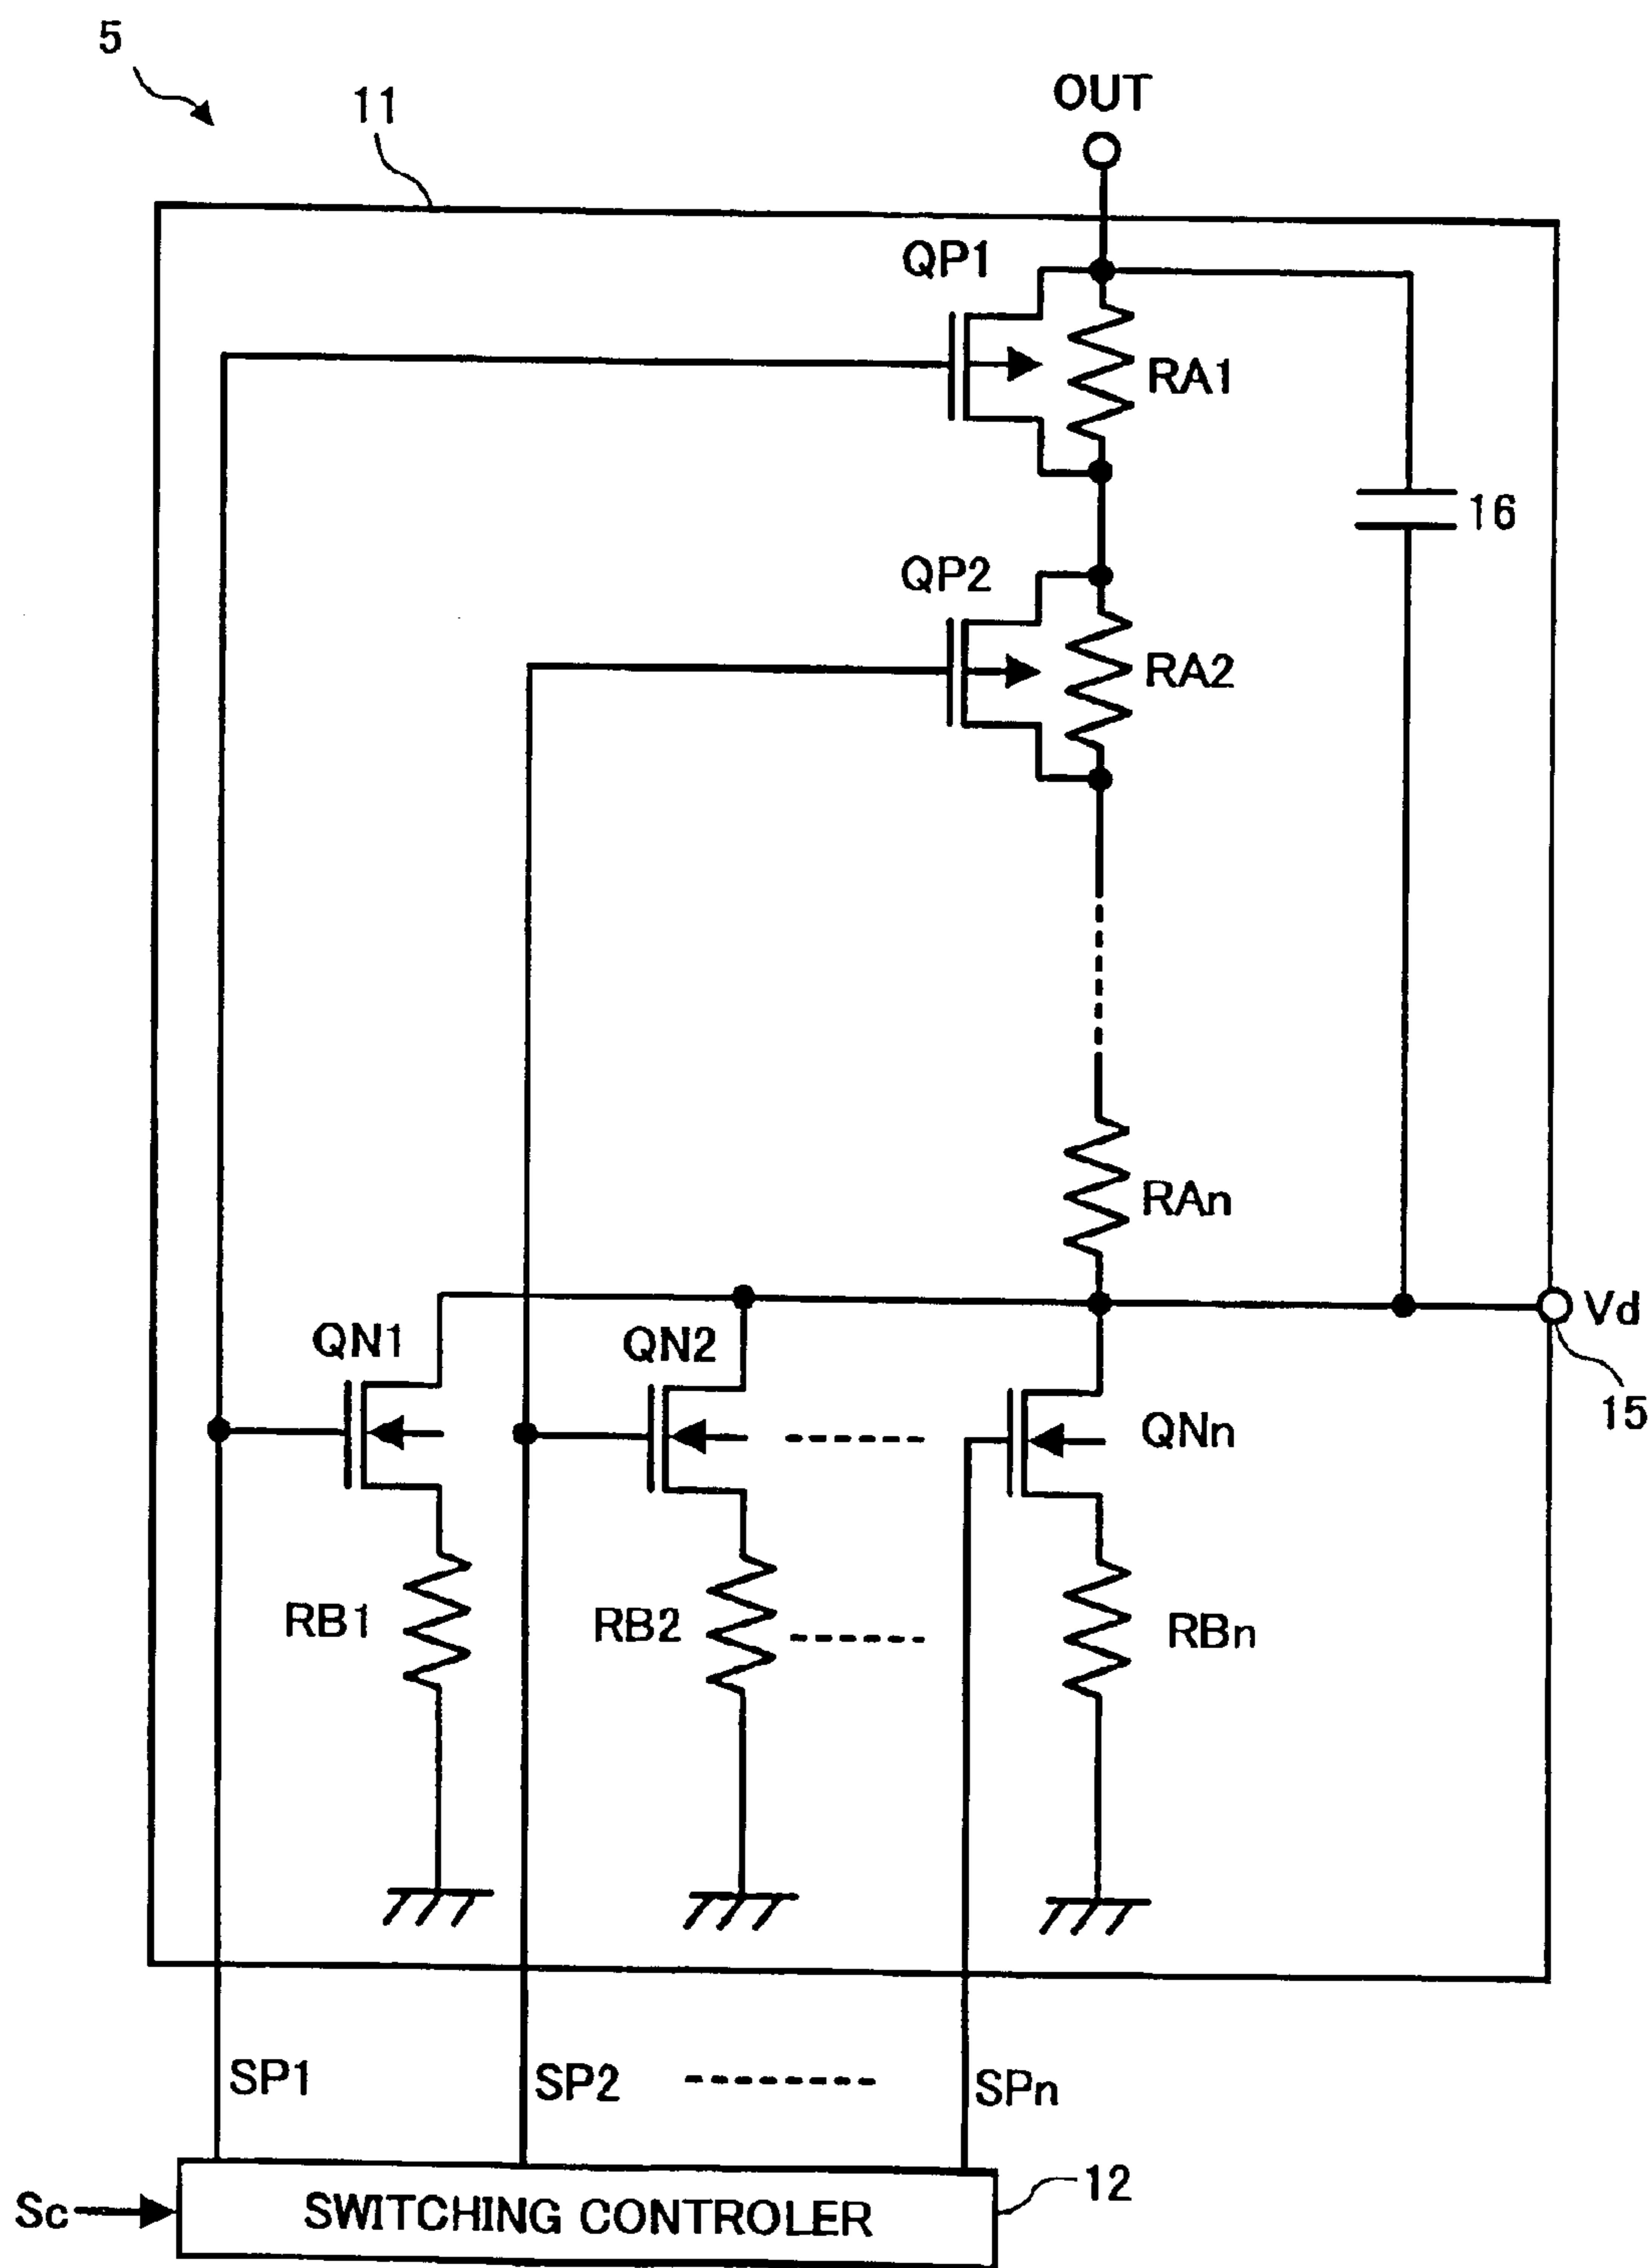 5
11
OUT
QP1
RA1
16
QP2
RA2
RAn
Vd
15
QN1
QN2
QNn
RB1
RB2
RBn
SP1
SP2
SPn
12
Sc
SWITCHING CONTROLER